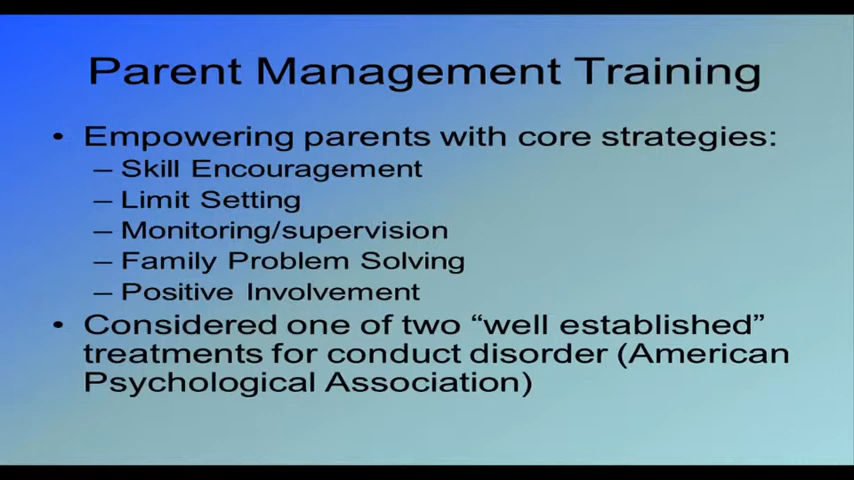 Parent Management Training
• Empowering parents with core strategies:
– Skill Encouragement
– Limit Setting
– Monitoring/supervision
– Family Problem Solving
– Positive Involvement
• Considered one of two “well established”
treatments for conduct disorder (American
Psychological Association)